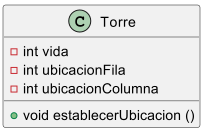 C Torre
int vida
int ubicacionFila
int ubicacionColumna
void establecerUbicacion ()